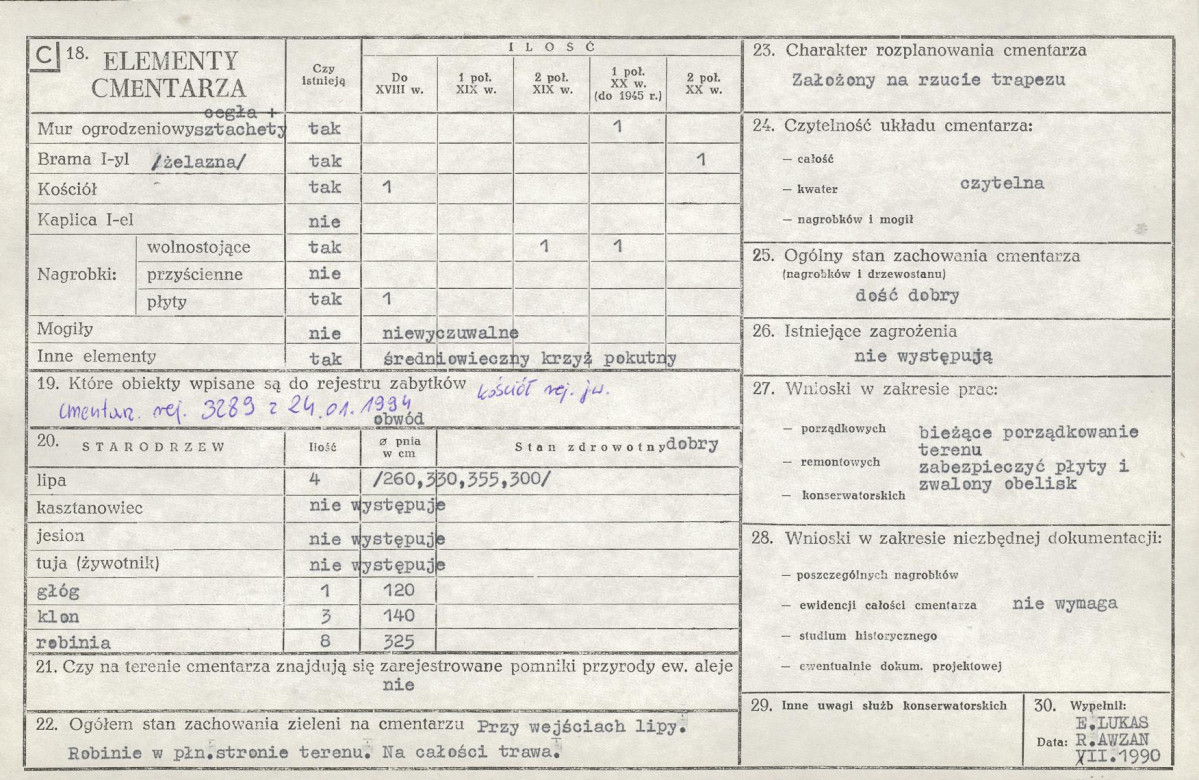 C 18. ELEMENTY CMENTARZA
Czy istnieją
ILOŚĆ
Do XVIII w.
1 poł. XIX w.
2 poł. XIX w.
1 poł. XX w. (do 1945 r.)
2 poł. XX w.
cegła +
Mur ogrodzeniowy sztachety tak 1
Brama I-yl /żelazna/ tak 1
Kościół tak 1
Kaplica I-el nie
Nagrobki:
wolnostojące tak 1 1
przyścienne nie
płyty tak 1
Mogiły nie niewyczuwalne
Inne elementy tak średniowieczny krzyż pokutny
19. Które obiekty wpisane są do rejestru zabytków kościół rej. jw.
cmentarz. rej. 3289 z 24.01.1994
obwód
20. STARODRZEW Ilość ø pnia w cm Stan zdrowotny dobry
lipa 4 /260,330,355,300/
kasztanowiec nie występuje
jesion nie występuje
tuja (żywotnik) nie występuje
głóg 1 120
klon 3 140
robinia 8 325
21. Czy na terenie cmentarza znajdują się zarejestrowane pomniki przyrody ew. aleje
nie
22. Ogółem stan zachowania zieleni na cmentarzu Przy wejściach lipy.
Robinie w płn.stronie terenu. Na całości trawa.
23. Charakter rozplanowania cmentarza
Założony na rzucie trapezu
24. Czytelność układu cmentarza:
— całość
— kwater czytelna
— nagrobków i mogił
25. Ogólny stan zachowania cmentarza
(nagrobków i drzewostanu)
dość dobry
26. Istniejące zagrożenia
nie występują
27. Wnioski w zakresie prac:
— porządkowych bieżące porządkowanie
terenu
— remontowych zabezpieczyć płyty i
zwalony obelisk
— konserwatorskich
28. Wnioski w zakresie niezbędnej dokumentacji:
— poszczególnych nagrobków
— ewidencji całości cmentarza nie wymaga
— studium historycznego
— ewentualnie dokum. projektowej
29. Inne uwagi służb konserwatorskich
30. Wypełnił:
E.LUKAS
Data: R.AWZAN
VII.1990